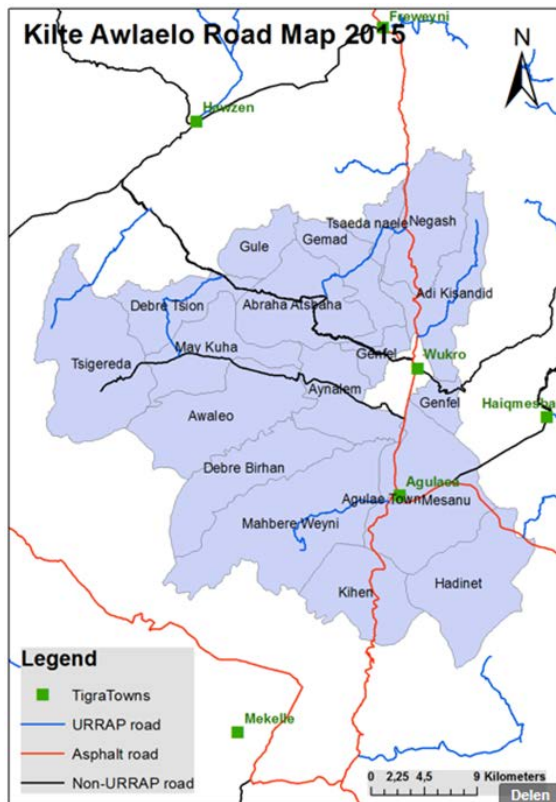 Kilte Awlaelo Road Map 2015
Freweyni
N
Hawzen
Tsaeda naele
Negash
Gule
Gemad
Adi Kisandid
Debre Tsion
Abraha Atsbaha
May Kuha
Genfel
Wukro
Tsigereda
Aynalem
Genfel
Haiqmesha
Awaleo
Debre Birhan
Agulaea
Agulae Town
Mesanu
Mahbere Weyni
Kihen
Hadinet
Legend
TigraTowns
URRAP road
Asphalt road
Non-URRAP road
Mekelle
0 2,25 4,5 9 Kilometers
Delen